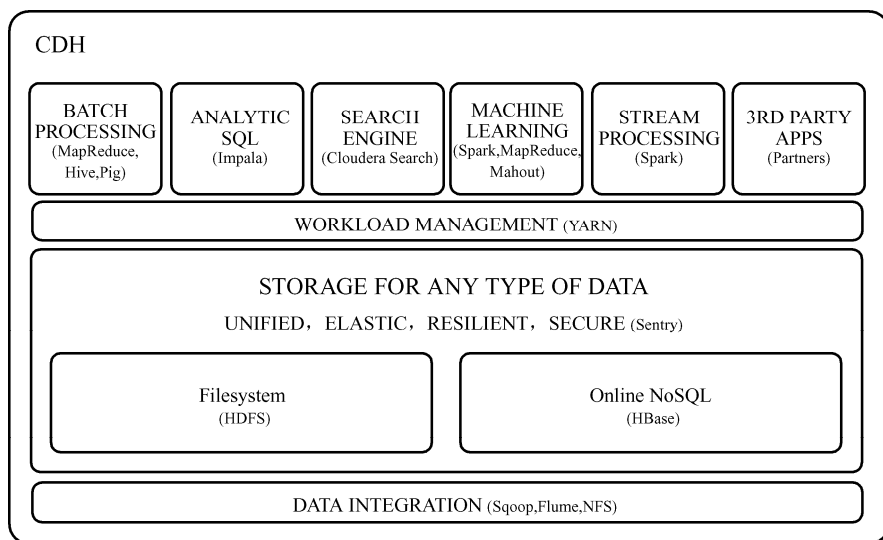 CDH
BATCH
PROCESSING
(MapReduce,
Hive,Pig)
ANALYTIC
SQL
(Impala)
SEARCH
ENGINE
(Cloudera Search)
MACHINE
LEARNING
(Spark,MapReduce,
Mahout)
STREAM
PROCESSING
(Spark)
3RD PARTY
APPS
(Partners)
WORKLOAD MANAGEMENT (YARN)
STORAGE FOR ANY TYPE OF DATA
UNIFIED，ELASTIC，RESILIENT，SECURE (Sentry)
Filesystem
(HDFS)
Online NoSQL
(HBase)
DATA INTEGRATION (Sqoop,Flume,NFS)